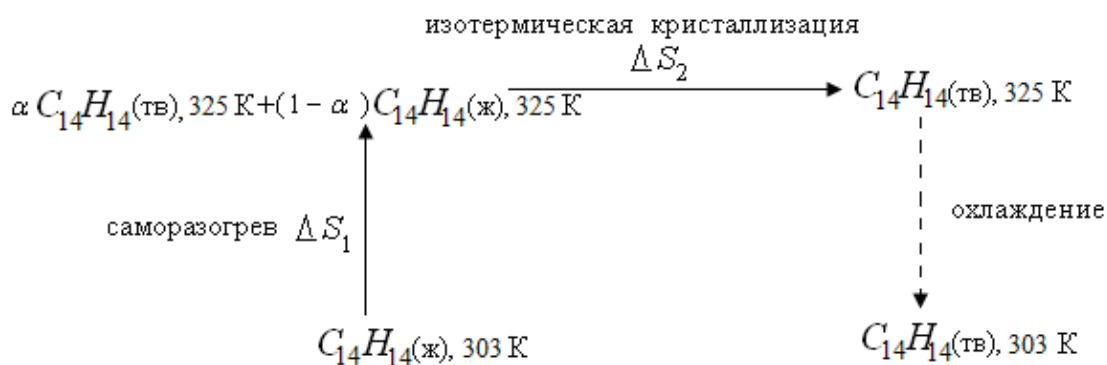 изотермическая кристаллизация
ΔS₂
α C₁₄H₁₄(тв), 325 К+(1 − α )C₁₄H₁₄(ж), 325 К
C₁₄H₁₄(тв), 325 К
саморазогрев ΔS₁
охлаждение
C₁₄H₁₄(ж), 303 К
C₁₄H₁₄(тв), 303 К